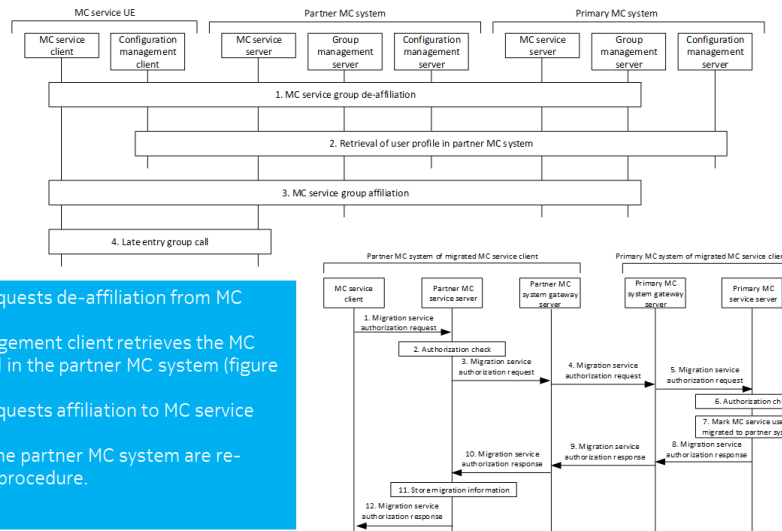 MC service UE
Partner MC system
Primary MC system
MC service
client
Configuration
management
client
MC service
server
Group
management
server
Configuration
management
server
MC service
server
Group
management
server
Configuration
management
server
1. MC service group de-affiliation
2. Retrieval of user profile in partner MC system
3. MC service group affiliation
4. Late entry group call
quests de-affiliation from MC
gement client retrieves the MC
in the partner MC system (figure
quests affiliation to MC service
he partner MC system are re-
procedure.
Partner MC system of migrated MC service client
Primary MC system of migrated MC service clien
MC service
client
Partner MC
service server
Partner MC
system gateway
server
Primary MC
system gateway
server
Primary MC
service server
1. Migration service
authorization request
2. Authorization check
3. Migration service
authorization request
4. Migration service
authorization request
5. Migration service
authorization request
6. Authorization ch
7. Mark MC service use
migrated to partner sys
8. Migration service
authorization response
9. Migration service
authorization response
10. Migration service
authorization response
11. Store migration information
12. Migration service
authorization response